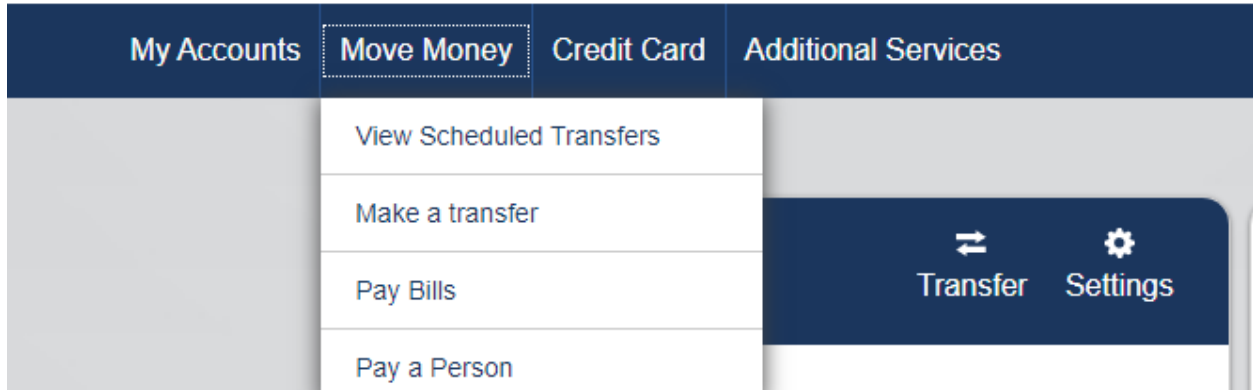 My Accounts Move Money Credit Card Additional Services
View Scheduled Transfers
Make a transfer
Pay Bills
Pay a Person
Transfer Settings